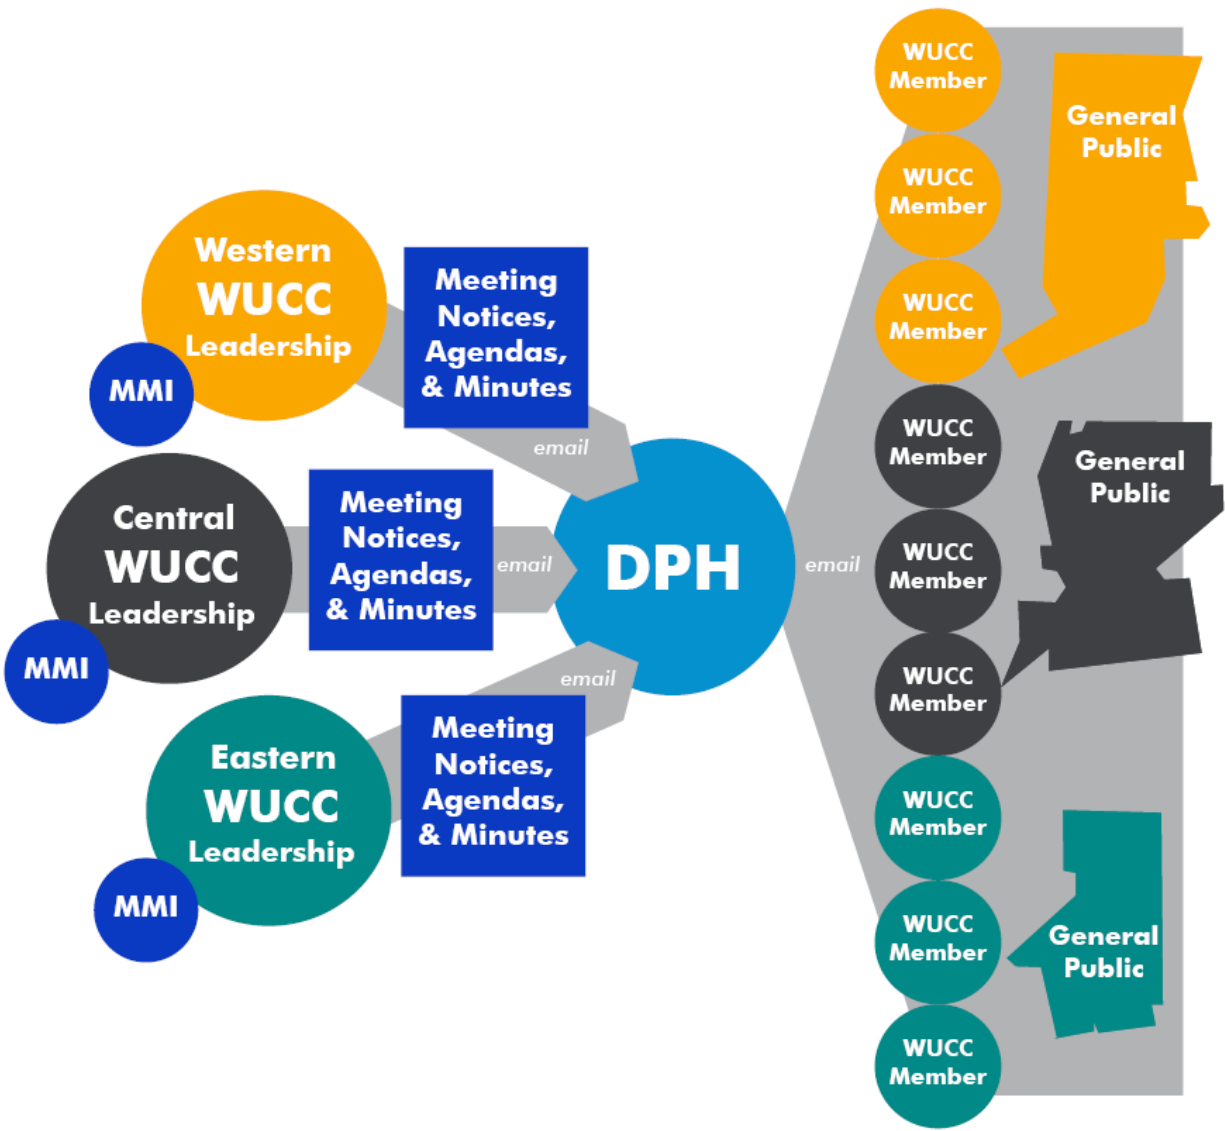 Western
WUCC
Leadership
MMI
Meeting
Notices,
Agendas,
& Minutes
email
Central
WUCC
Leadership
MMI
Meeting
Notices,
Agendas,
& Minutes
email
Eastern
WUCC
Leadership
MMI
Meeting
Notices,
Agendas,
& Minutes
email
DPH
email
WUCC
Member
WUCC
Member
WUCC
Member
General
Public
WUCC
Member
WUCC
Member
WUCC
Member
General
Public
WUCC
Member
WUCC
Member
WUCC
Member
General
Public